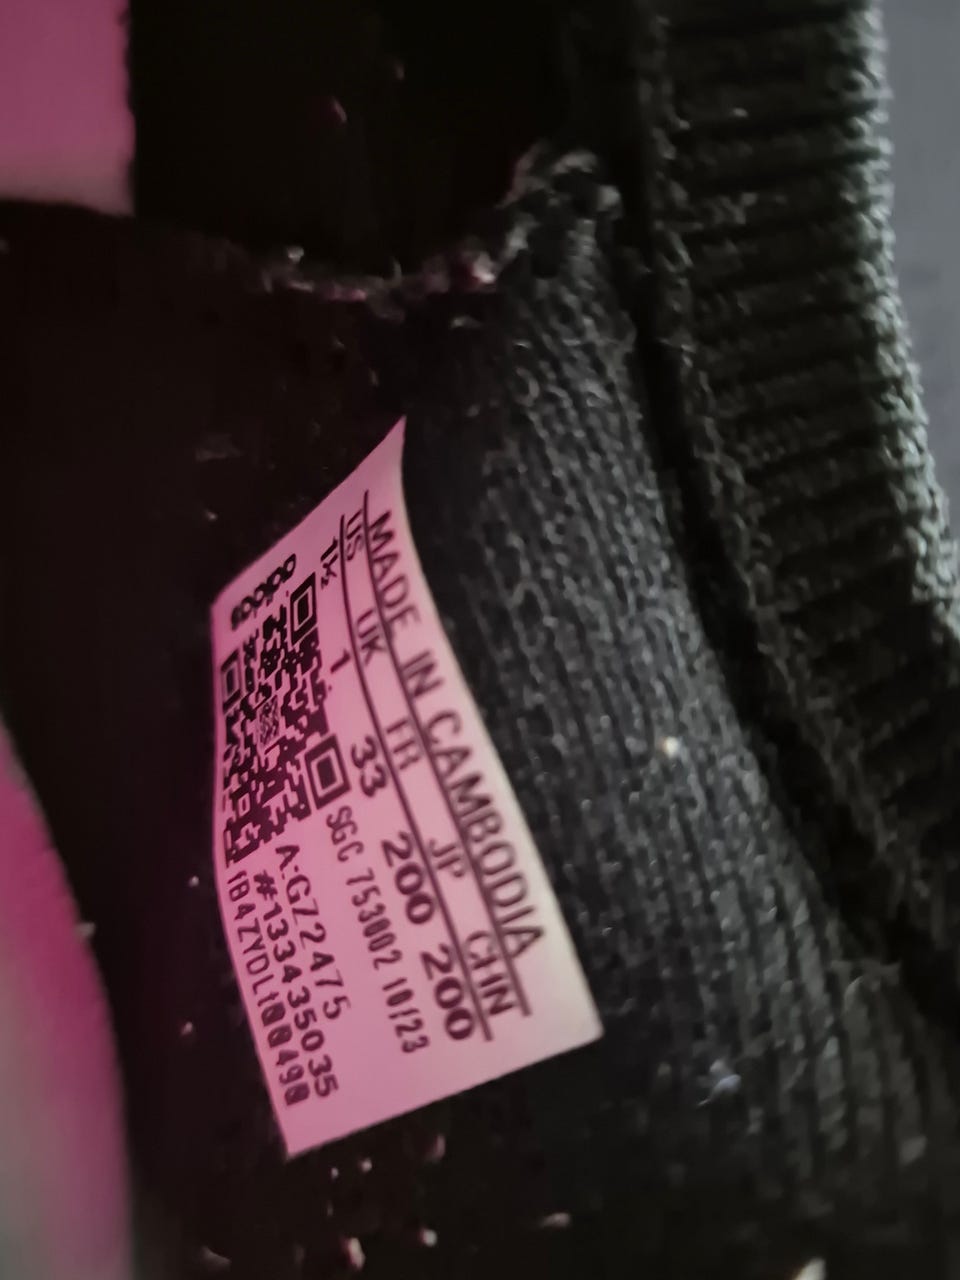 MADE IN CAMBODIA
US UK FR JP CHN
1½ 1 33 200 200
adidas
SGC 753002 10/23
A:GZ2475
#133435035